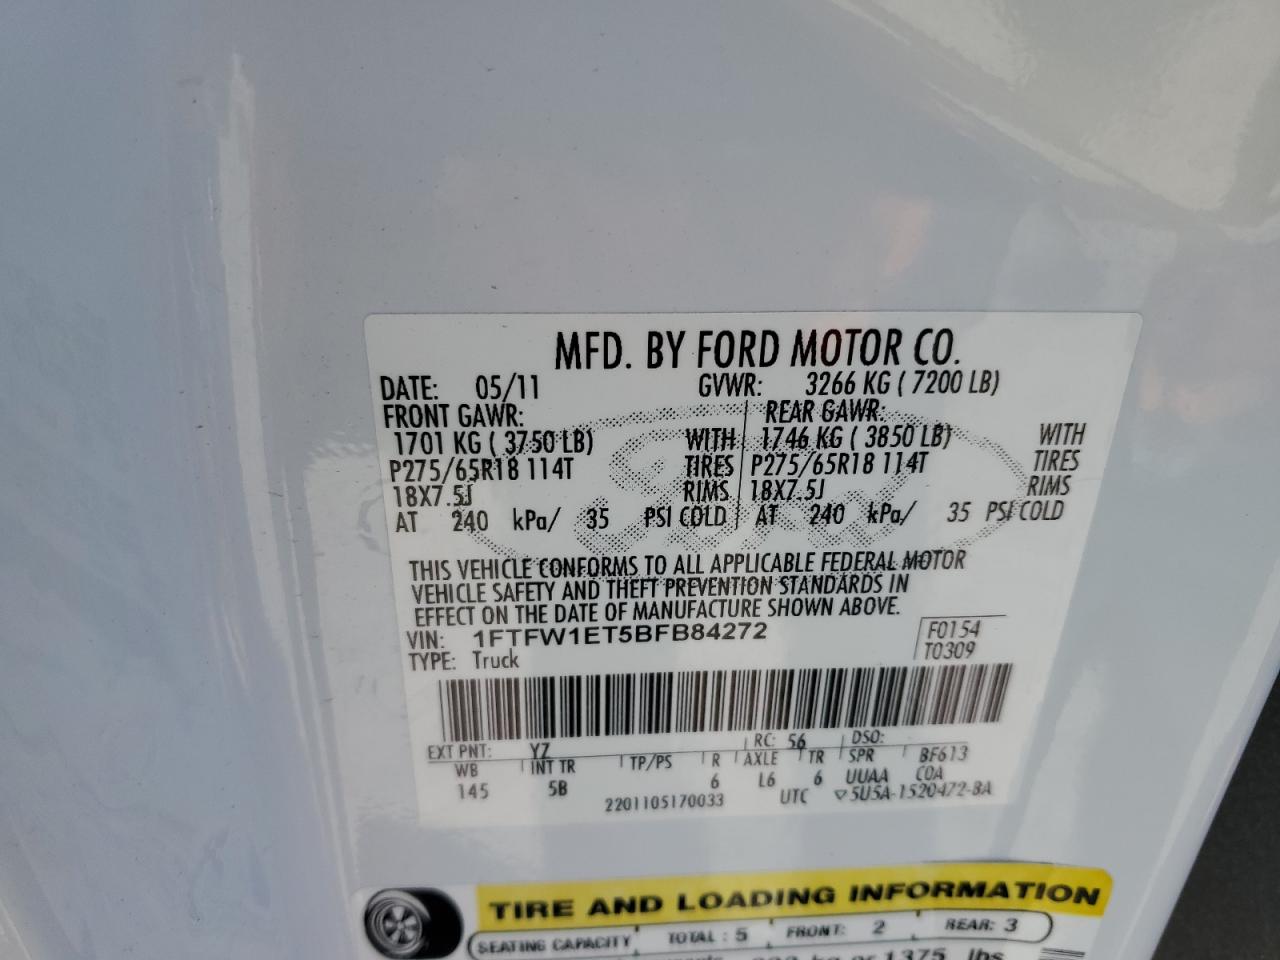 MFD. BY FORD MOTOR CO.
DATE: 05/11 GVWR: 3266 KG ( 7200 LB)
FRONT GAWR: REAR GAWR:
1701 KG ( 3750 LB) WITH 1746 KG ( 3850 LB) WITH
P275/65R18 114T TIRES P275/65R18 114T TIRES
18X7.5J RIMS 18X7.5J RIMS
AT 240 kPa/ 35 PSI COLD AT 240 kPa/ 35 PSI COLD
THIS VEHICLE CONFORMS TO ALL APPLICABLE FEDERAL MOTOR
VEHICLE SAFETY AND THEFT PREVENTION STANDARDS IN
EFFECT ON THE DATE OF MANUFACTURE SHOWN ABOVE.
VIN: 1FTFW1ET5BFB84272 F0154
TYPE: Truck T0309
EXT PNT: YZ RC: 56 DSO:
WB INT TR TP/PS R AXLE TR SPR BF613
145 5B 6 L6 6 UUAA COA
2201105170033 UTC ▽5U5A-1520472-BA
TIRE AND LOADING INFORMATION
SEATING CAPACITY TOTAL : 5 FRONT: 2 REAR: 3
or 1375 lbs